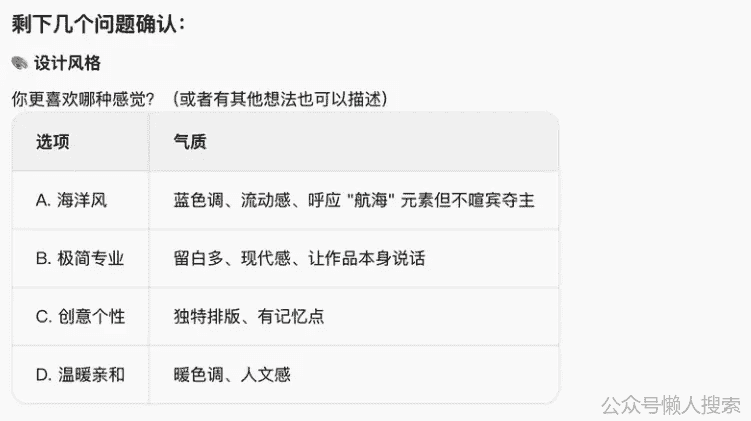 剩下几个问题确认：
设计风格
你更喜欢哪种感觉？（或者有其他想法也可以描述）
选项 气质
A. 海洋风 蓝色调、流动感、呼应 "航海" 元素但不喧宾夺主
B. 极简专业 留白多、现代感、让作品本身说话
C. 创意个性 独特排版、有记忆点
D. 温暖亲和 暖色调、人文感
公众号懒人搜索